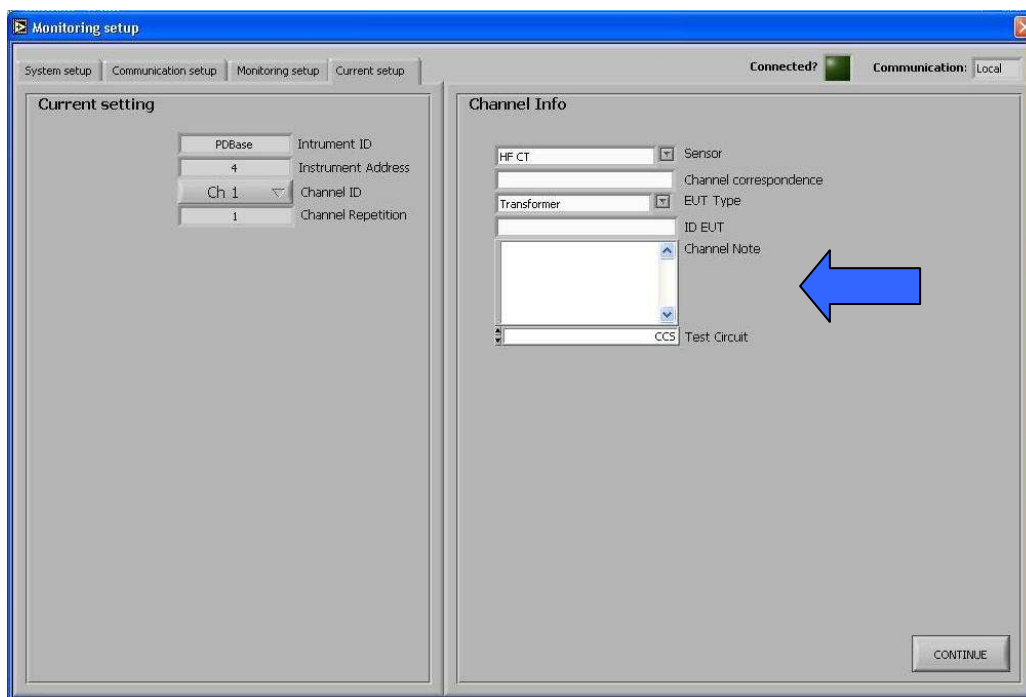 Monitoring setup
System setup Communication setup Monitoring setup Current setup Connected? Communication: Local
Current setting
PDBase Intrument ID
4 Instrument Address
Ch 1 Channel ID
1 Channel Repetition
Channel Info
HF CT Sensor
Channel correspondence
Transformer EUT Type
ID EUT
Channel Note
CCS Test Circuit
CONTINUE